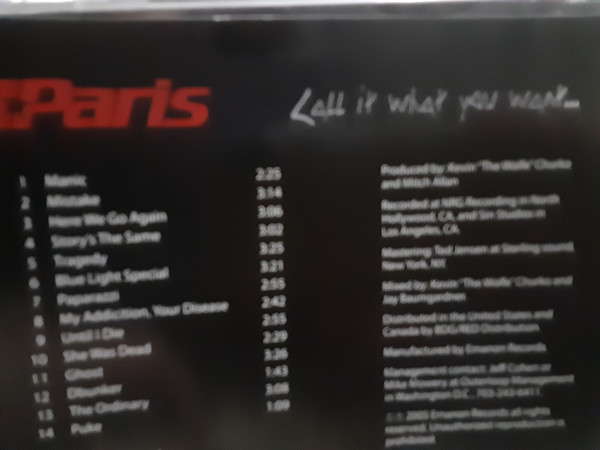 :Paris
Call it what you want...
1 Manic 2:25
2 Mistake 3:14
3 Here We Go Again 3:06
4 Story's The Same 3:02
5 Tragedy 3:25
6 Blue Light Special 3:21
7 Paparazzi 2:55
8 My Addicition, Your Disease 2:42
9 Until I Die 2:55
10 She Was Dead 2:29
11 Ghost 3:26
12 Dbunker 1:43
13 The Ordinary 3:08
14 Puke 1:09
Produced by: Kevin "The Wolfe" Churko
and Mitch Allan
Recorded at NRG Recording in North
Hollywood, CA, and Sin Studios in
Los Angeles, CA.
Mastering: Ted Jensen at Sterling sound,
New York, NY
Mixed by: Kevin "The Wolfe" Churko and
Jay Baumgardner.
Distributed in the United States and
Canada by BDG/RED Distribution.
Manufactured by Emanon Records.
Management contact: Jeff Cohen or
Mike Mowery at Outerloop Management
in Washington D.C.. 703-243-6411.
2005 Emanon Records all rights
reserved. Unauthorized reproduction is
prohibited.